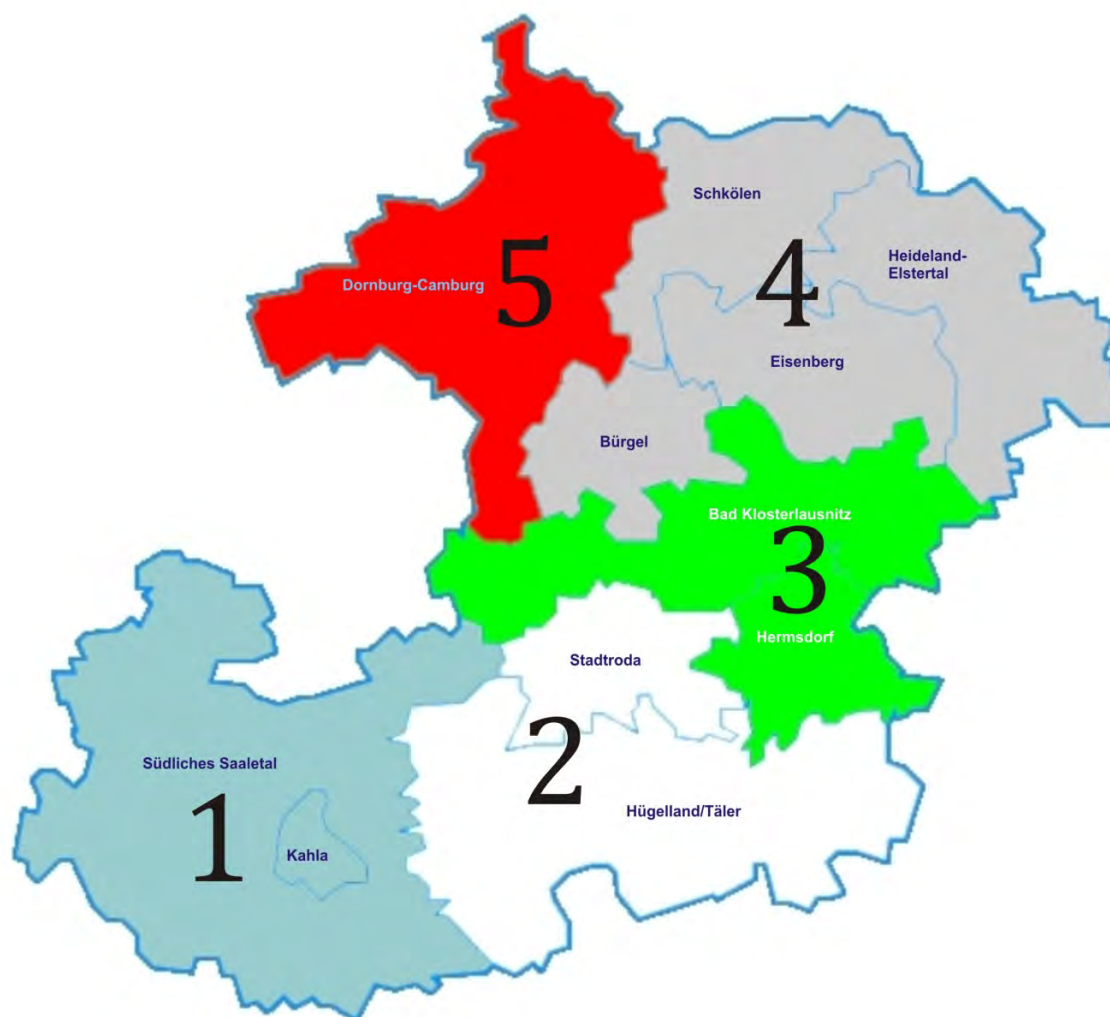 Schkölen
5
4
Heideland-
Elstertal
Dornburg-Camburg
Eisenberg
Bürgel
Bad Klosterlausnitz
3
Hermsdorf
Stadtroda
2
Südliches Saaletal
1
Hügelland/Täler
Kahla